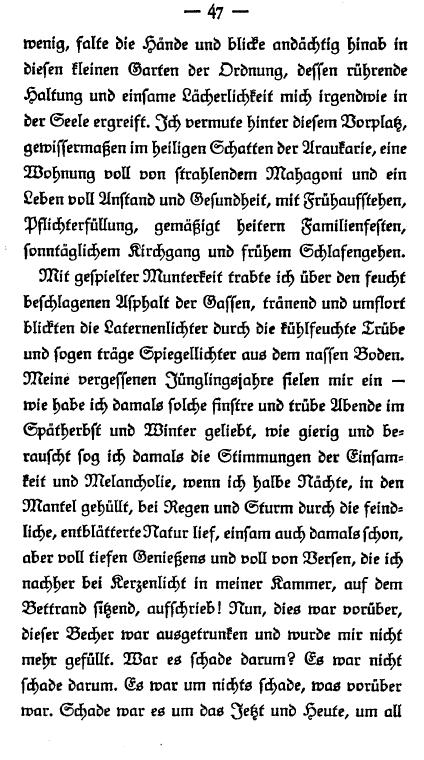 — 47 —
wenig, falte die Hände und blicke andächtig hinab in
diesen kleinen Garten der Ordnung, dessen rührende
Haltung und einsame Lächerlichkeit mich irgendwie in
der Seele ergreift. Ich vermute hinter diesem Vorplatz,
gewissermaßen im heiligen Schatten der Araukarie, eine
Wohnung voll von strahlendem Mahagoni und ein
Leben voll Anstand und Gesundheit, mit Frühaufstehen,
Pflichterfüllung, gemäßigt heitern Familienfesten,
sonntäglichem Kirchgang und frühem Schlafengehen.
Mit gespielter Munterkeit trabte ich über den feucht
beschlagenen Asphalt der Gassen, tränend und umflort
blickten die Laternenlichter durch die kühlfeuchte Trübe
und sogen träge Spiegellichter aus dem nassen Boden.
Meine vergessenen Jünglingsjahre fielen mir ein —
wie habe ich damals solche finstre und trübe Abende im
Spätherbst und Winter geliebt, wie gierig und be-
rauscht sog ich damals die Stimmungen der Einsam-
keit und Melancholie, wenn ich halbe Nächte, in den
Mantel gehüllt, bei Regen und Sturm durch die feind-
liche, entblätterte Natur lief, einsam auch damals schon,
aber voll tiefen Genießens und voll von Versen, die ich
nachher bei Kerzenlicht in meiner Kammer, auf dem
Bettrand sitzend, aufschrieb! Nun, dies war vorüber,
dieser Becher war ausgetrunken und wurde mir nicht
mehr gefüllt. War es schade darum? Es war nicht
schade darum. Es war um nichts schade, was vorüber
war. Schade war es um das Jetzt und Heute, um all